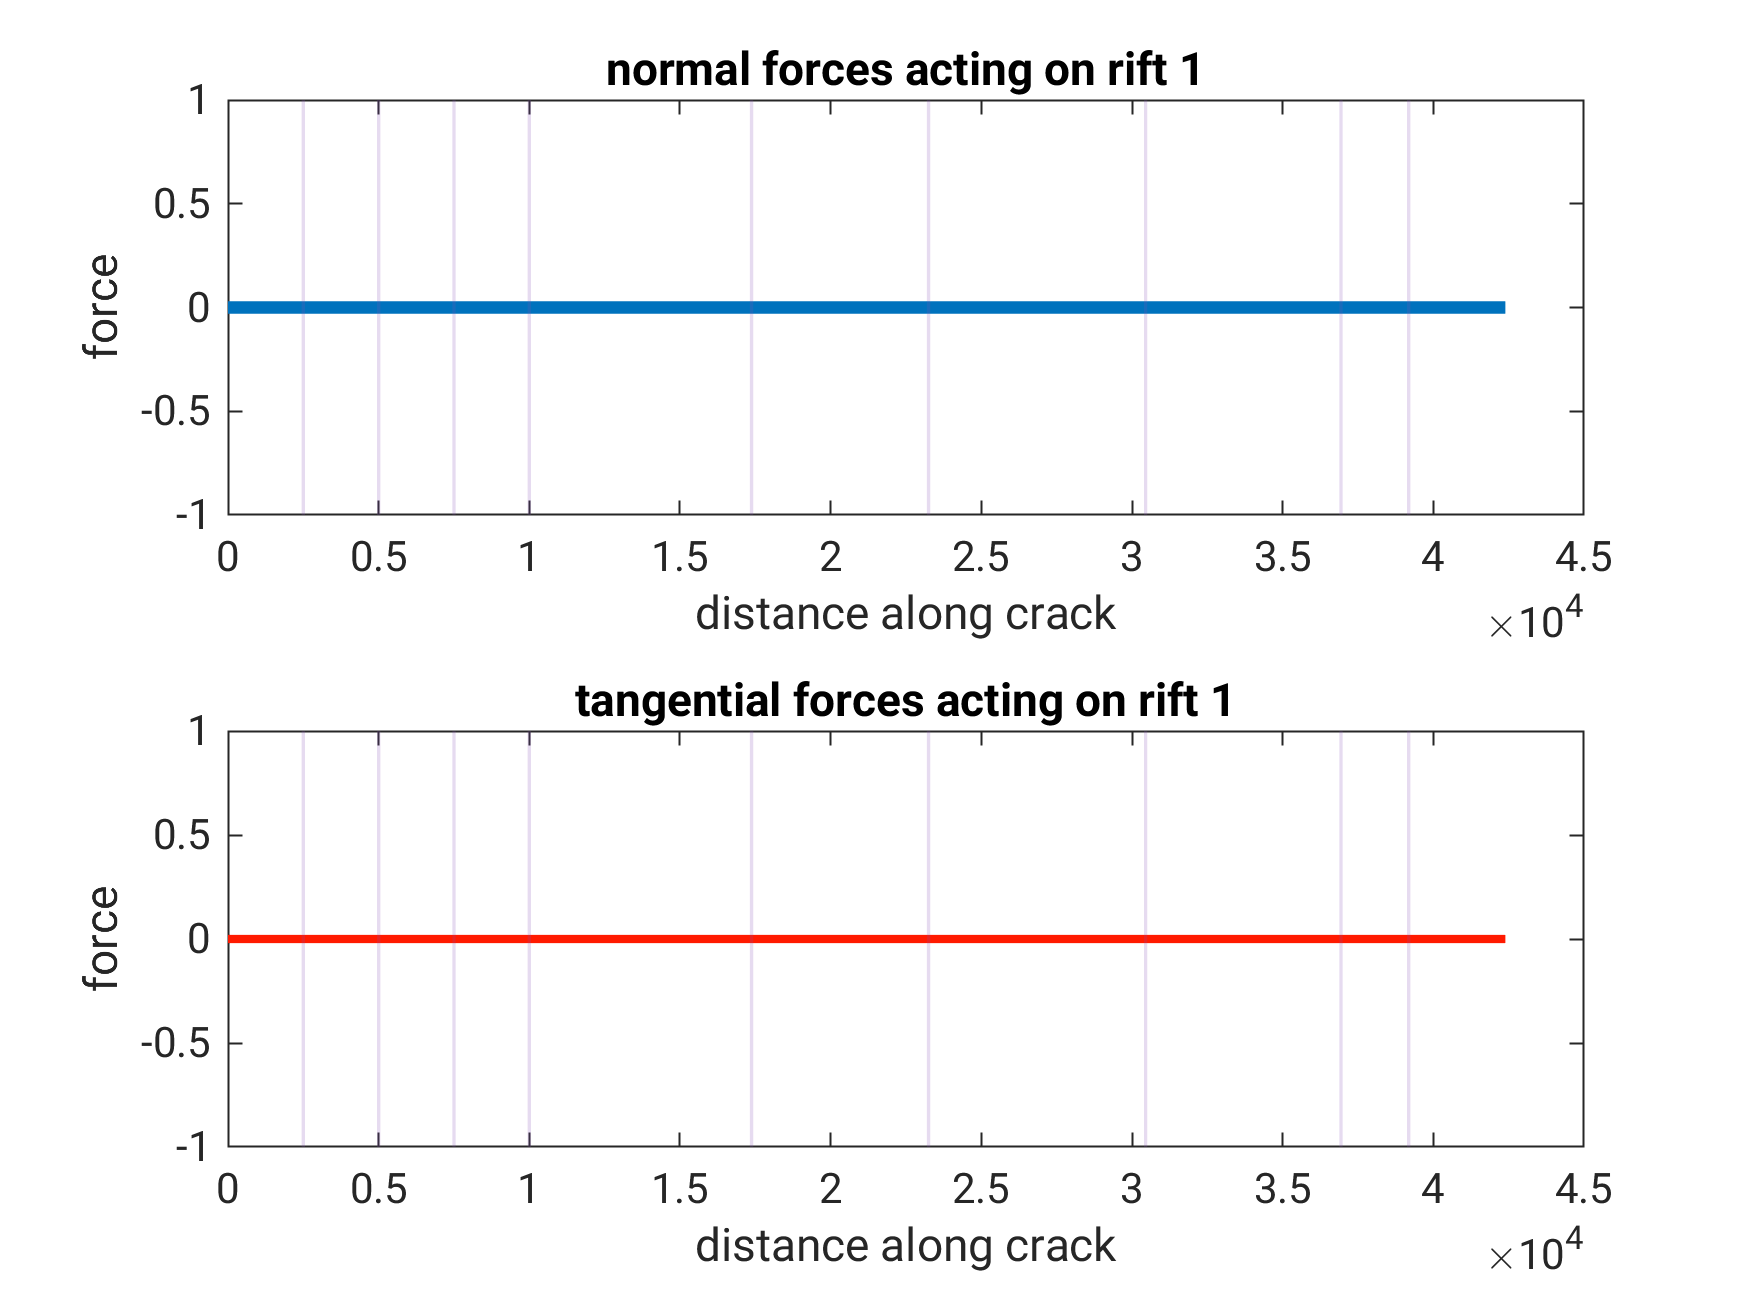 normal forces acting on rift 1
1
0.5
0
-0.5
-1
force
0 0.5 1 1.5 2 2.5 3 3.5 4 4.5
distance along crack
×10^4
tangential forces acting on rift 1
1
0.5
0
-0.5
-1
force
0 0.5 1 1.5 2 2.5 3 3.5 4 4.5
distance along crack
×10^4